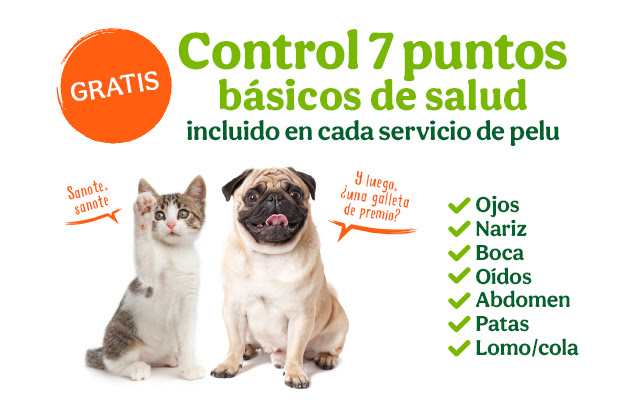 GRATIS
Control 7 puntos
básicos de salud
incluido en cada servicio de pelu
Sanote,
sanote
Y luego,
¿una galleta
de premio?
Ojos
Nariz
Boca
Oídos
Abdomen
Patas
Lomo/cola